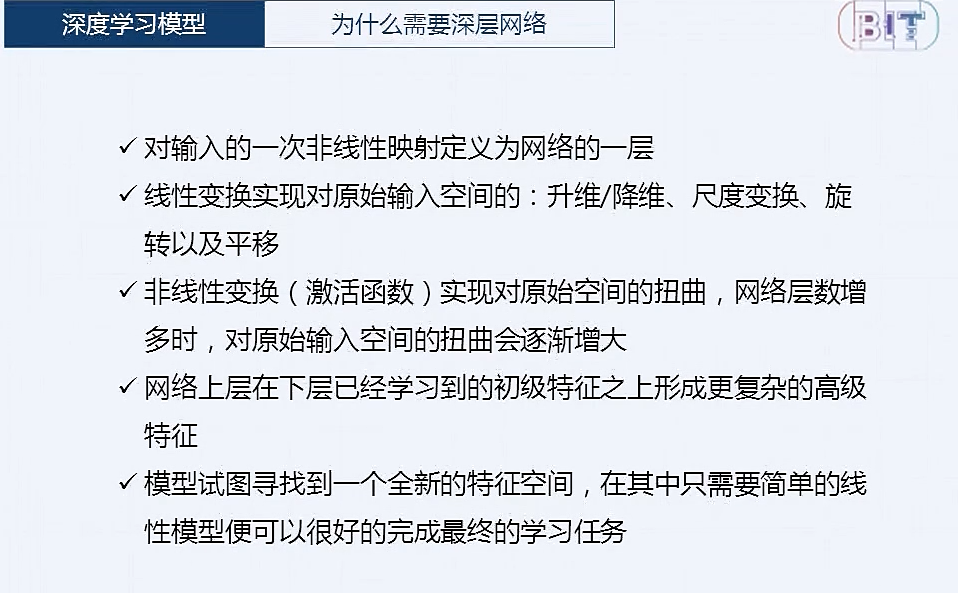 深度学习模型
为什么需要深层网络
BIT
✓ 对输入的一次非线性映射定义为网络的一层
✓ 线性变换实现对原始输入空间的：升维/降维、尺度变换、旋
转以及平移
✓ 非线性变换（激活函数）实现对原始空间的扭曲，网络层数增
多时，对原始输入空间的扭曲会逐渐增大
✓ 网络上层在下层已经学习到的初级特征之上形成更复杂的高级
特征
✓ 模型试图寻找到一个全新的特征空间，在其中只需要简单的线
性模型便可以很好的完成最终的学习任务